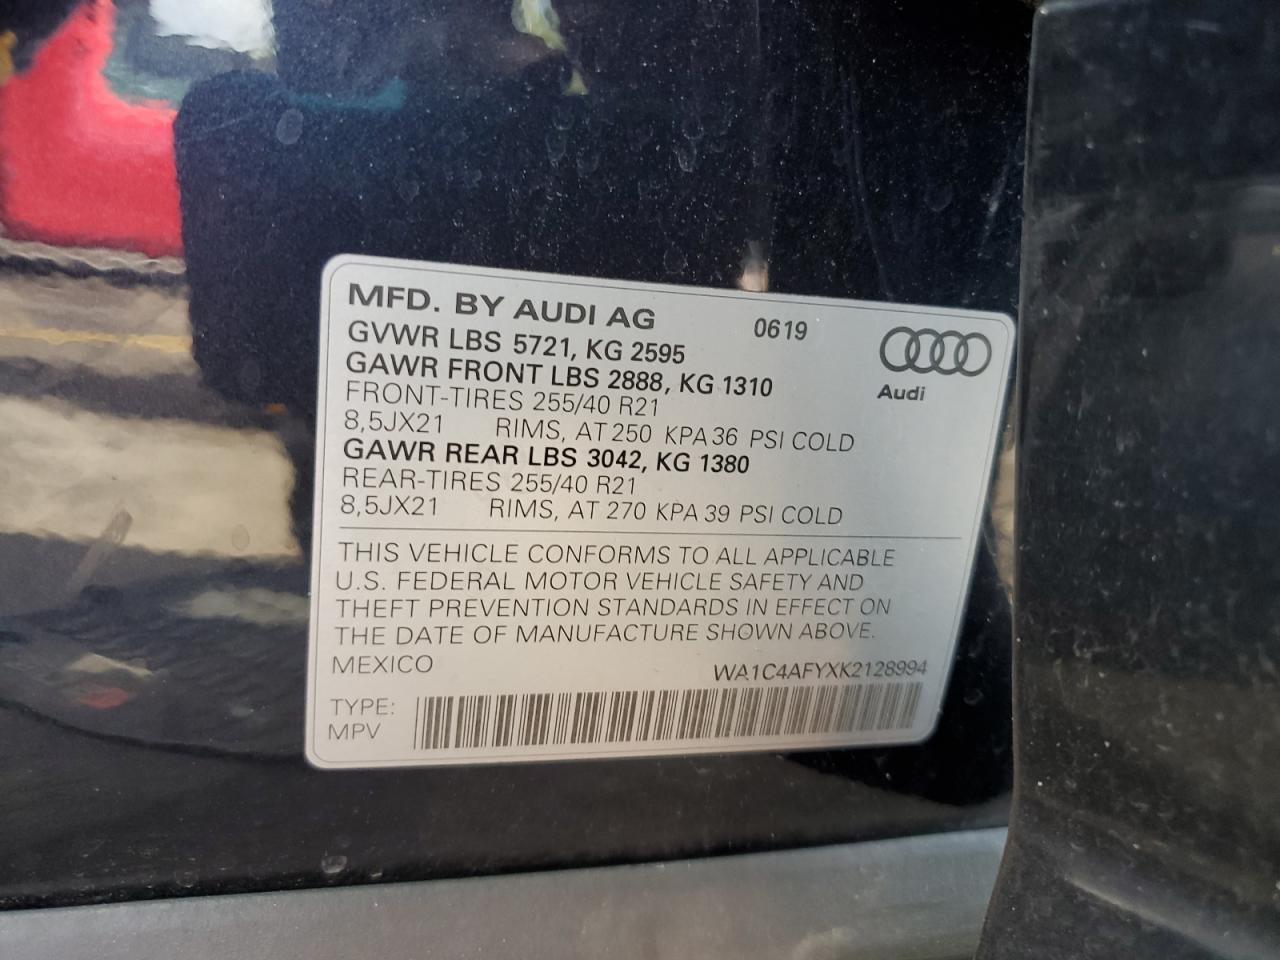 MFD. BY AUDI AG 0619
GVWR LBS 5721, KG 2595
GAWR FRONT LBS 2888, KG 1310
Audi
FRONT-TIRES 255/40 R21
8,5JX21 RIMS, AT 250 KPA 36 PSI COLD
GAWR REAR LBS 3042, KG 1380
REAR-TIRES 255/40 R21
8,5JX21 RIMS, AT 270 KPA 39 PSI COLD
THIS VEHICLE CONFORMS TO ALL APPLICABLE
U.S. FEDERAL MOTOR VEHICLE SAFETY AND
THEFT PREVENTION STANDARDS IN EFFECT ON
THE DATE OF MANUFACTURE SHOWN ABOVE.
MEXICO WA1C4AFYXK2128994
TYPE:
MPV